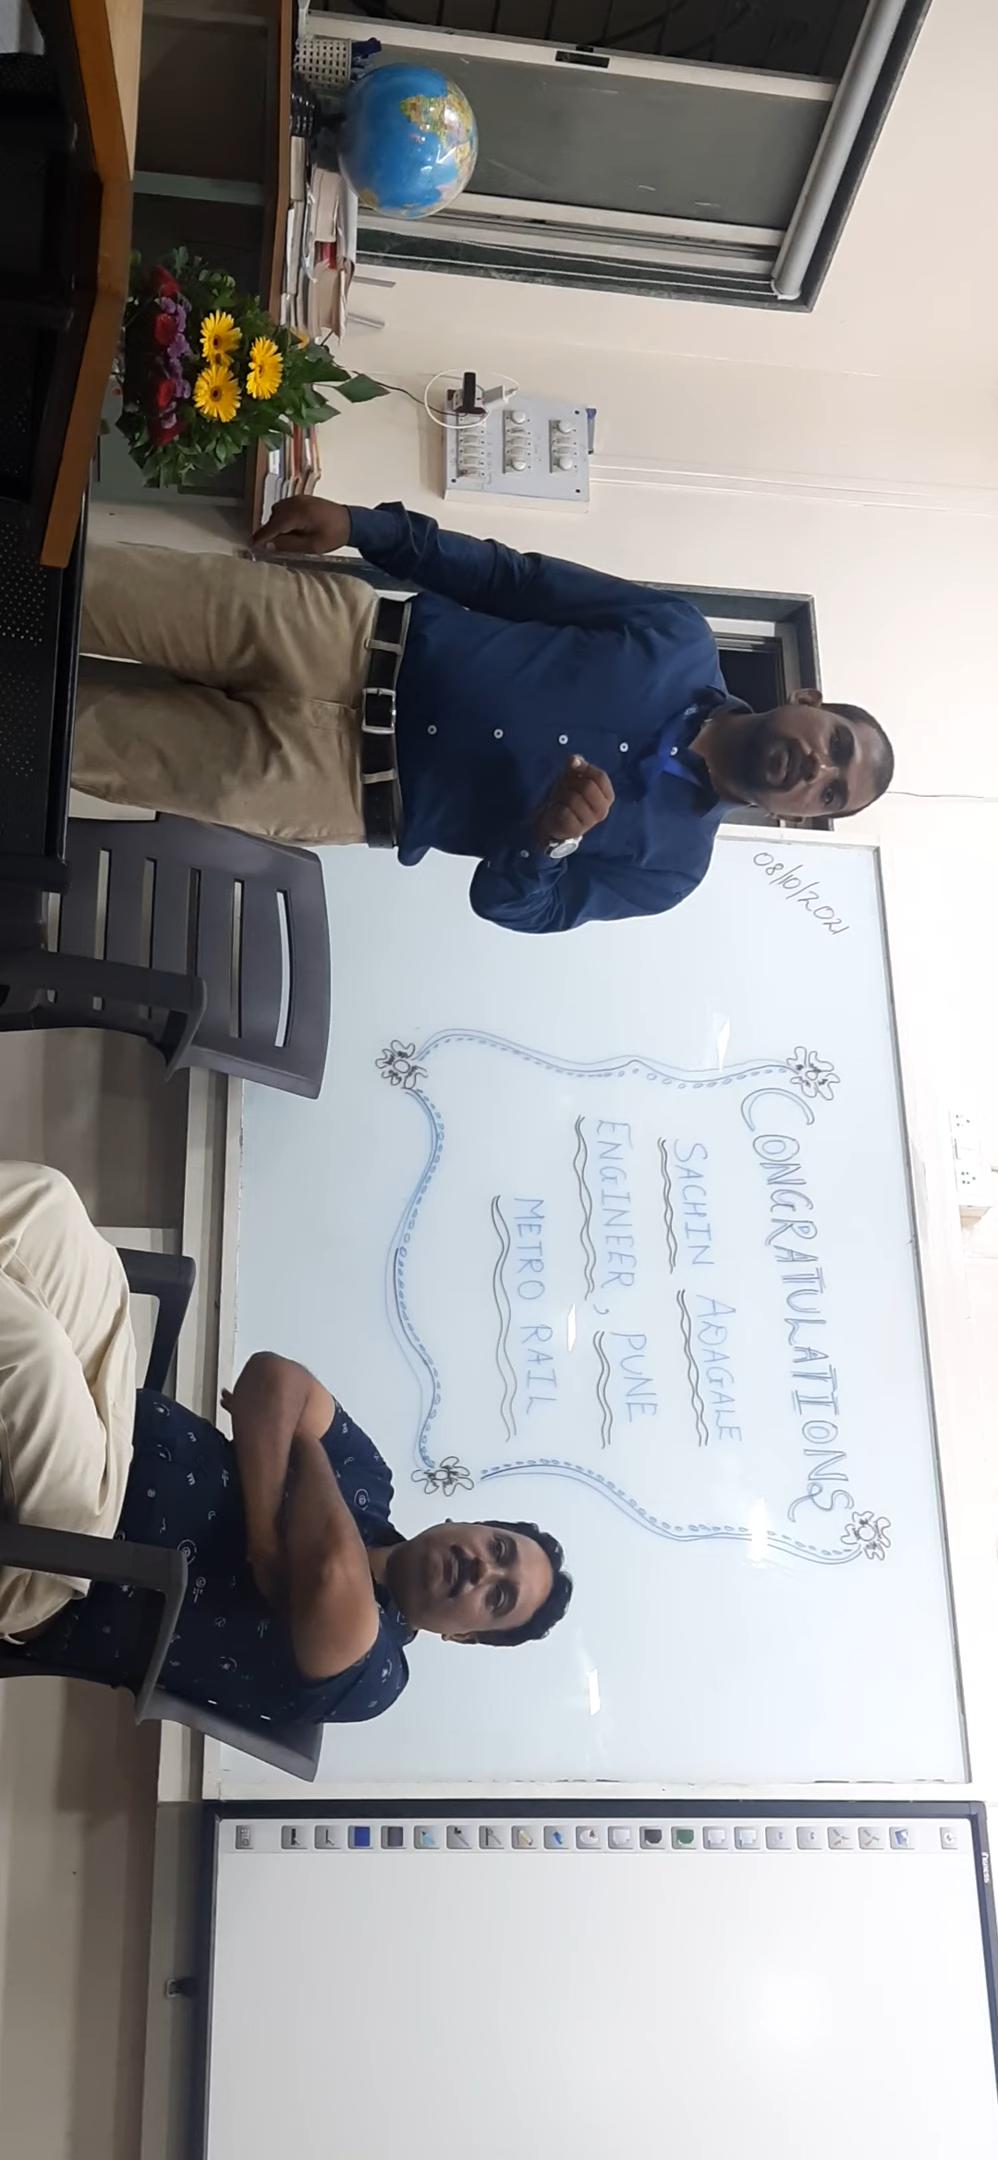 08/10/2021
CONGRATULATIONS
SACHIN ADAGALE
ENGINEER, PUNE
METRO RAIL